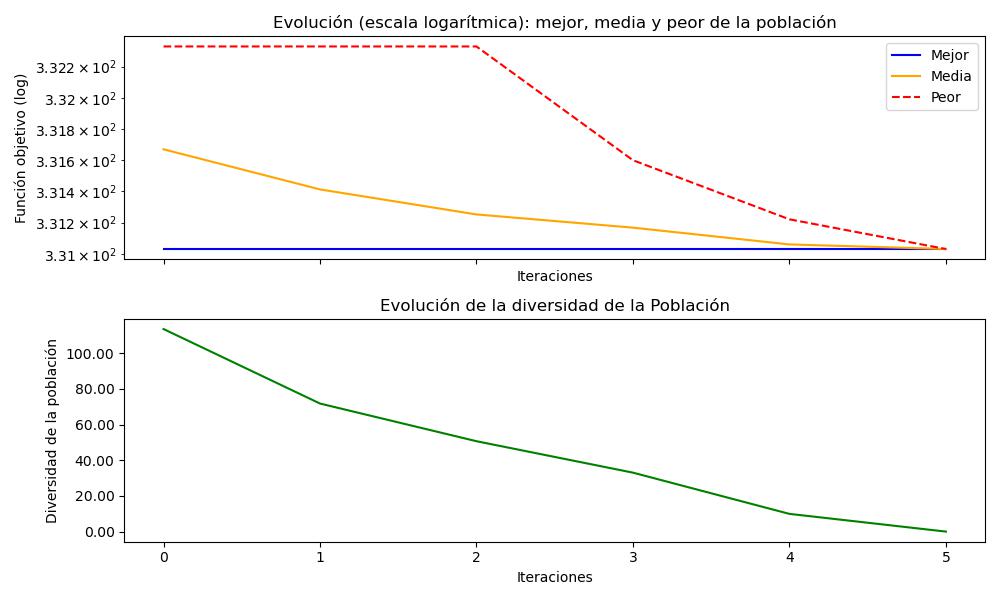 Evolución (escala logarítmica): mejor, media y peor de la población
Función objetivo (log)
3.322 × 10²
3.32 × 10²
3.318 × 10²
3.316 × 10²
3.314 × 10²
3.312 × 10²
3.31 × 10²
Mejor
Media
Peor
Iteraciones
Evolución de la diversidad de la Población
Diversidad de la población
100.00
80.00
60.00
40.00
20.00
0.00
0 1 2 3 4 5
Iteraciones